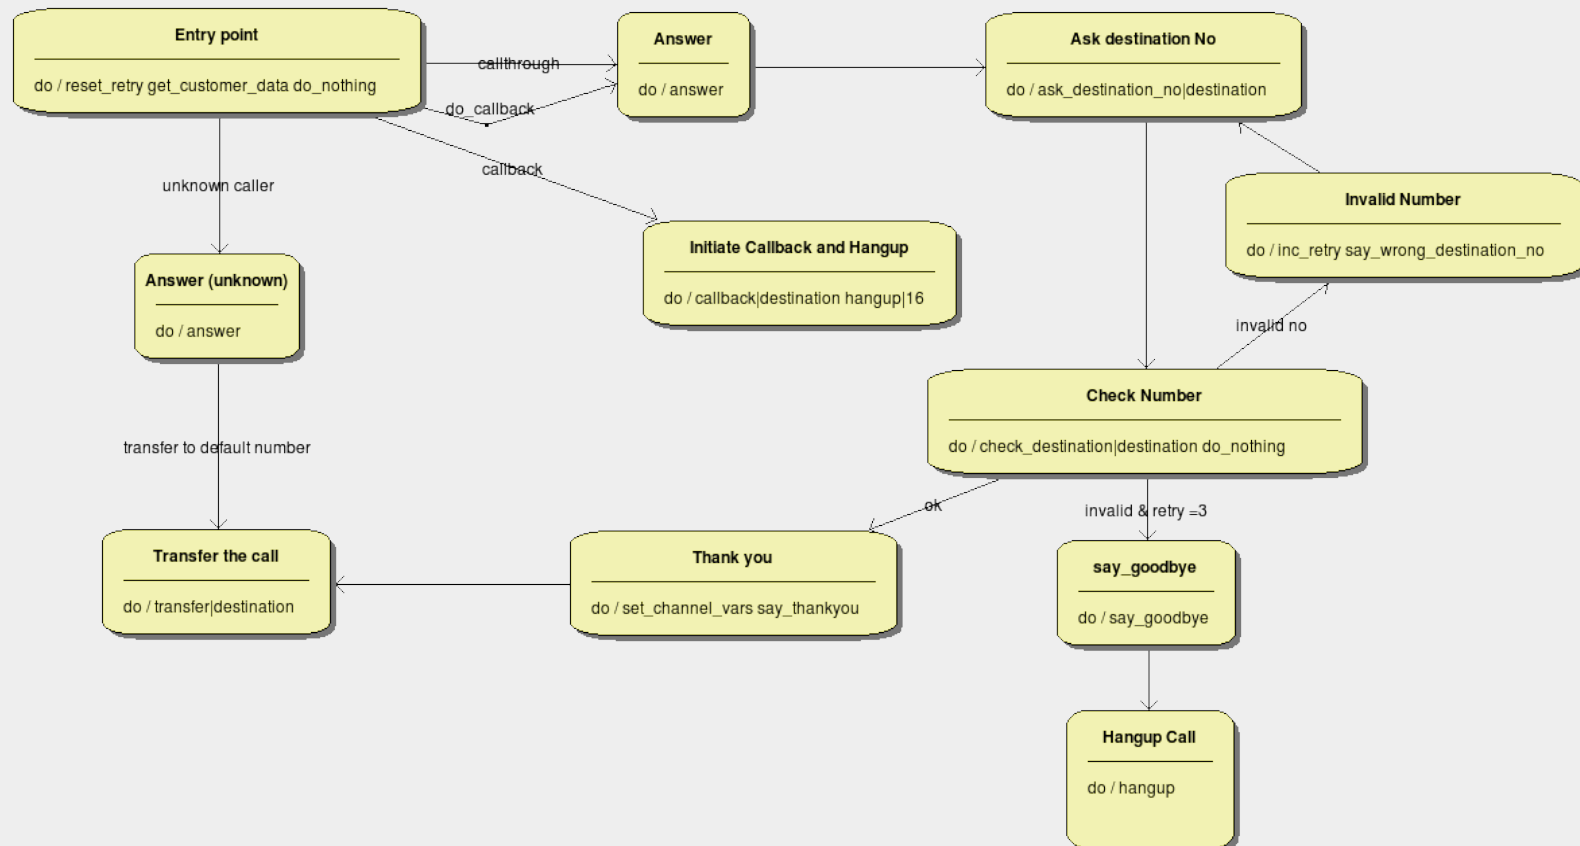 Entry point
do / reset_retry get_customer_data do_nothing
callthrough
do_callback
Answer
do / answer
Ask destination No
do / ask_destination_no|destination
callback
unknown caller
Invalid Number
do / inc_retry say_wrong_destination_no
Initiate Callback and Hangup
do / callback|destination hangup|16
Answer (unknown)
do / answer
invalid no
Check Number
do / check_destination|destination do_nothing
transfer to default number
ok
invalid & retry =3
Transfer the call
do / transfer|destination
Thank you
do / set_channel_vars say_thankyou
say_goodbye
do / say_goodbye
Hangup Call
do / hangup